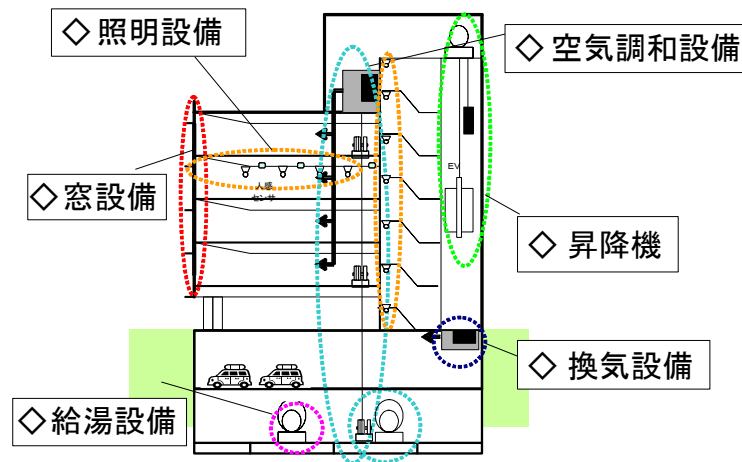 ◇ 照明設備
◇ 空気調和設備
EV
人感
センサ
◇ 窓設備
◇ 昇降機
◇ 換気設備
◇ 給湯設備